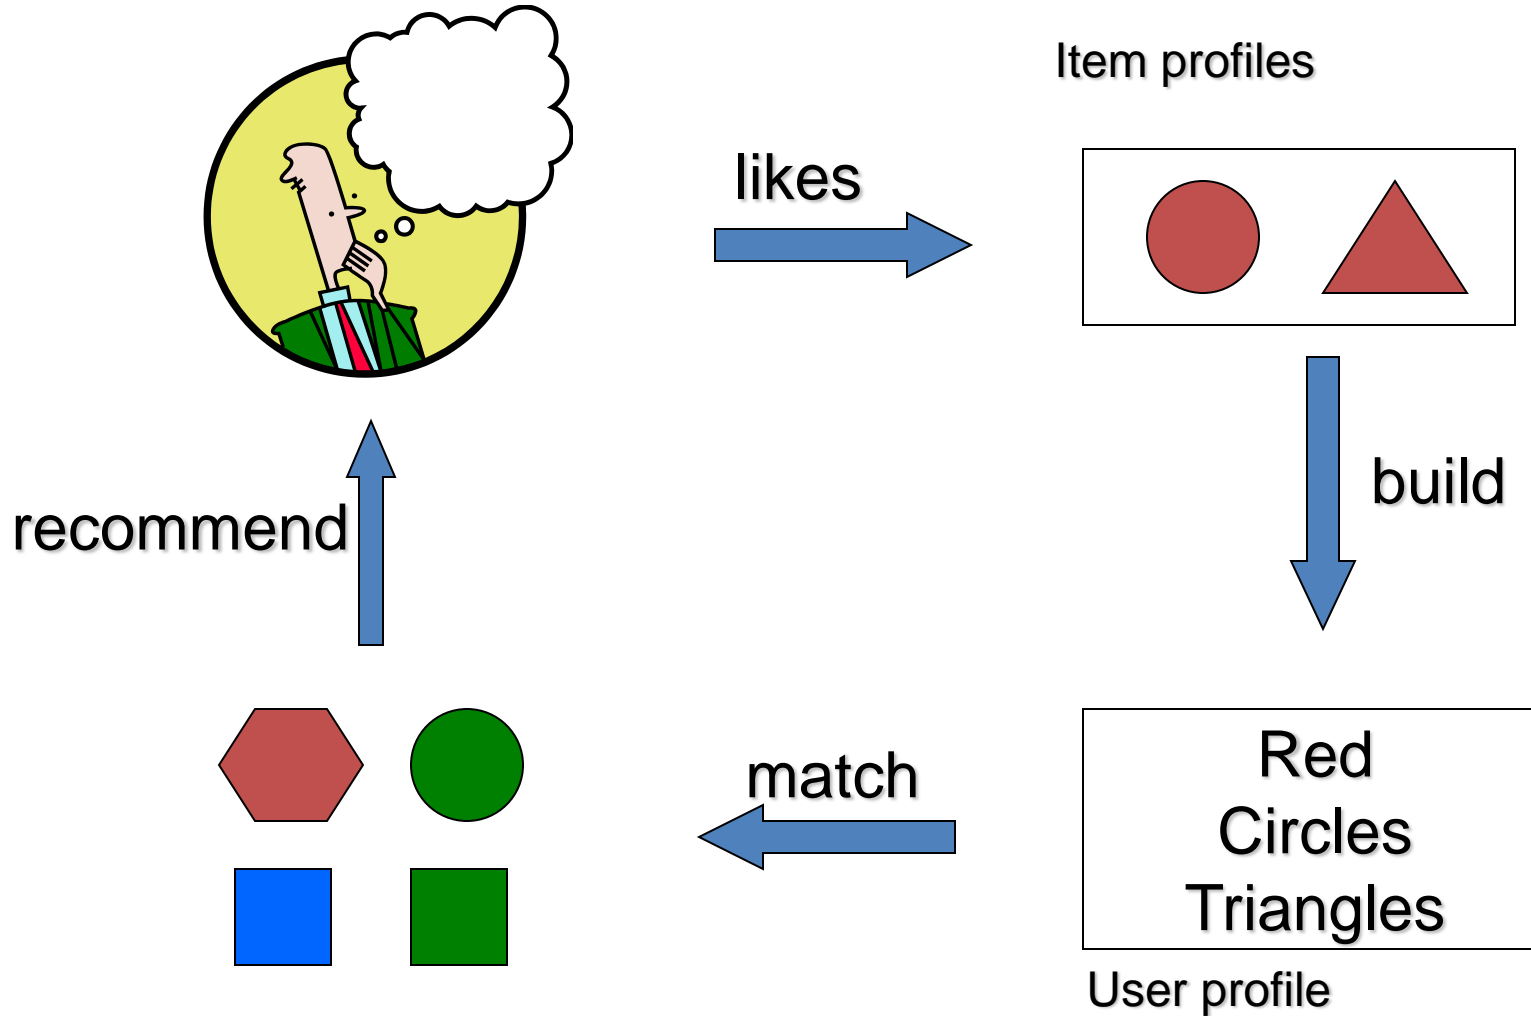 Item profiles
likes
build
recommend
match
Red
Circles
Triangles
User profile